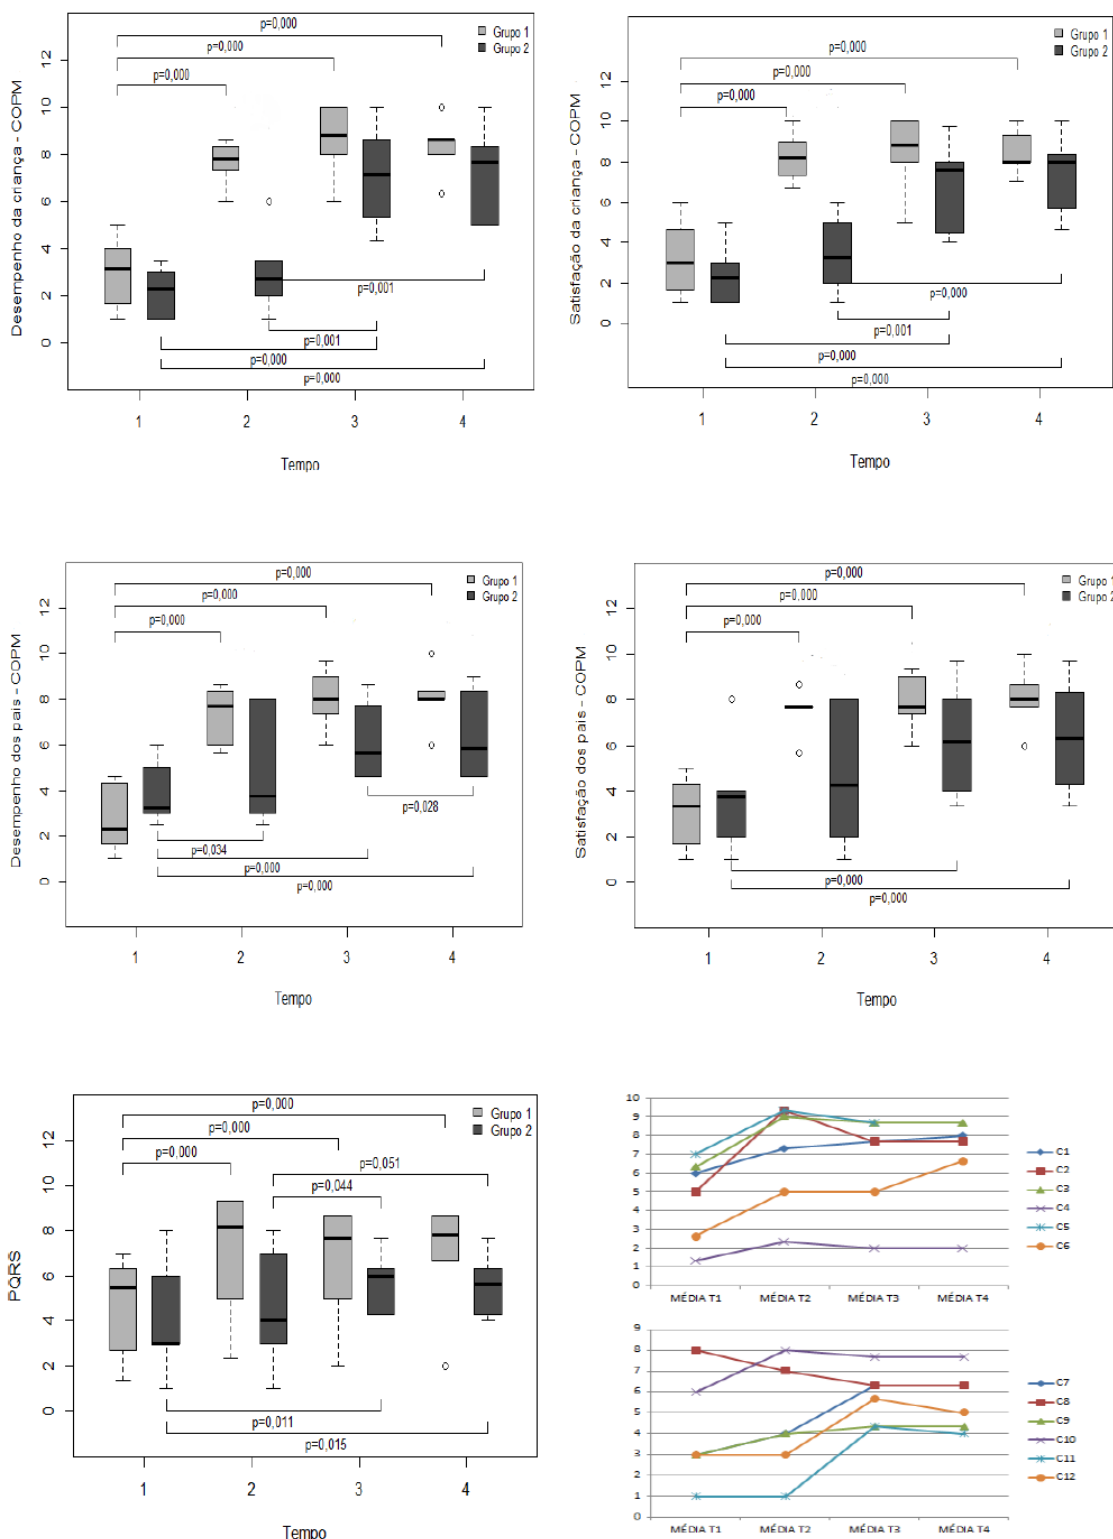 p=0,000
p=0,000
p=0,000
Grupo 1
Grupo 2
Desempenho da criança - COPM
12
10
8
6
4
2
0
p=0,001
p=0,001
p=0,000
p=0,000
1 2 3 4
Tempo
p=0,000
p=0,000
p=0,000
Grupo 1
Grupo 2
Satisfação da criança - COPM
12
10
8
6
4
2
0
p=0,000
p=0,001
p=0,000
p=0,000
1 2 3 4
Tempo
p=0,000
p=0,000
p=0,000
Grupo 1
Grupo 2
Desempenho dos pais - COPM
12
10
8
6
4
2
0
p=0,028
p=0,034
p=0,000
p=0,000
1 2 3 4
Tempo
p=0,000
p=0,000
p=0,000
Grupo 1
Grupo 2
Satisfação dos pais - COPM
12
10
8
6
4
2
0
p=0,000
p=0,000
1 2 3 4
Tempo
p=0,000
p=0,000
p=0,000
p=0,051
p=0,044
Grupo 1
Grupo 2
PQRS
12
10
8
6
4
2
0
p=0,011
p=0,015
1 2 3 4
Tempo
10
9
8
7
6
5
4
3
2
1
0
MÉDIA T1 MÉDIA T2 MÉDIA T3 MÉDIA T4
C1
C2
C3
C4
C5
C6
9
8
7
6
5
4
3
2
1
0
MÉDIA T1 MÉDIA T2 MÉDIA T3 MÉDIA T4
C7
C8
C9
C10
C11
C12